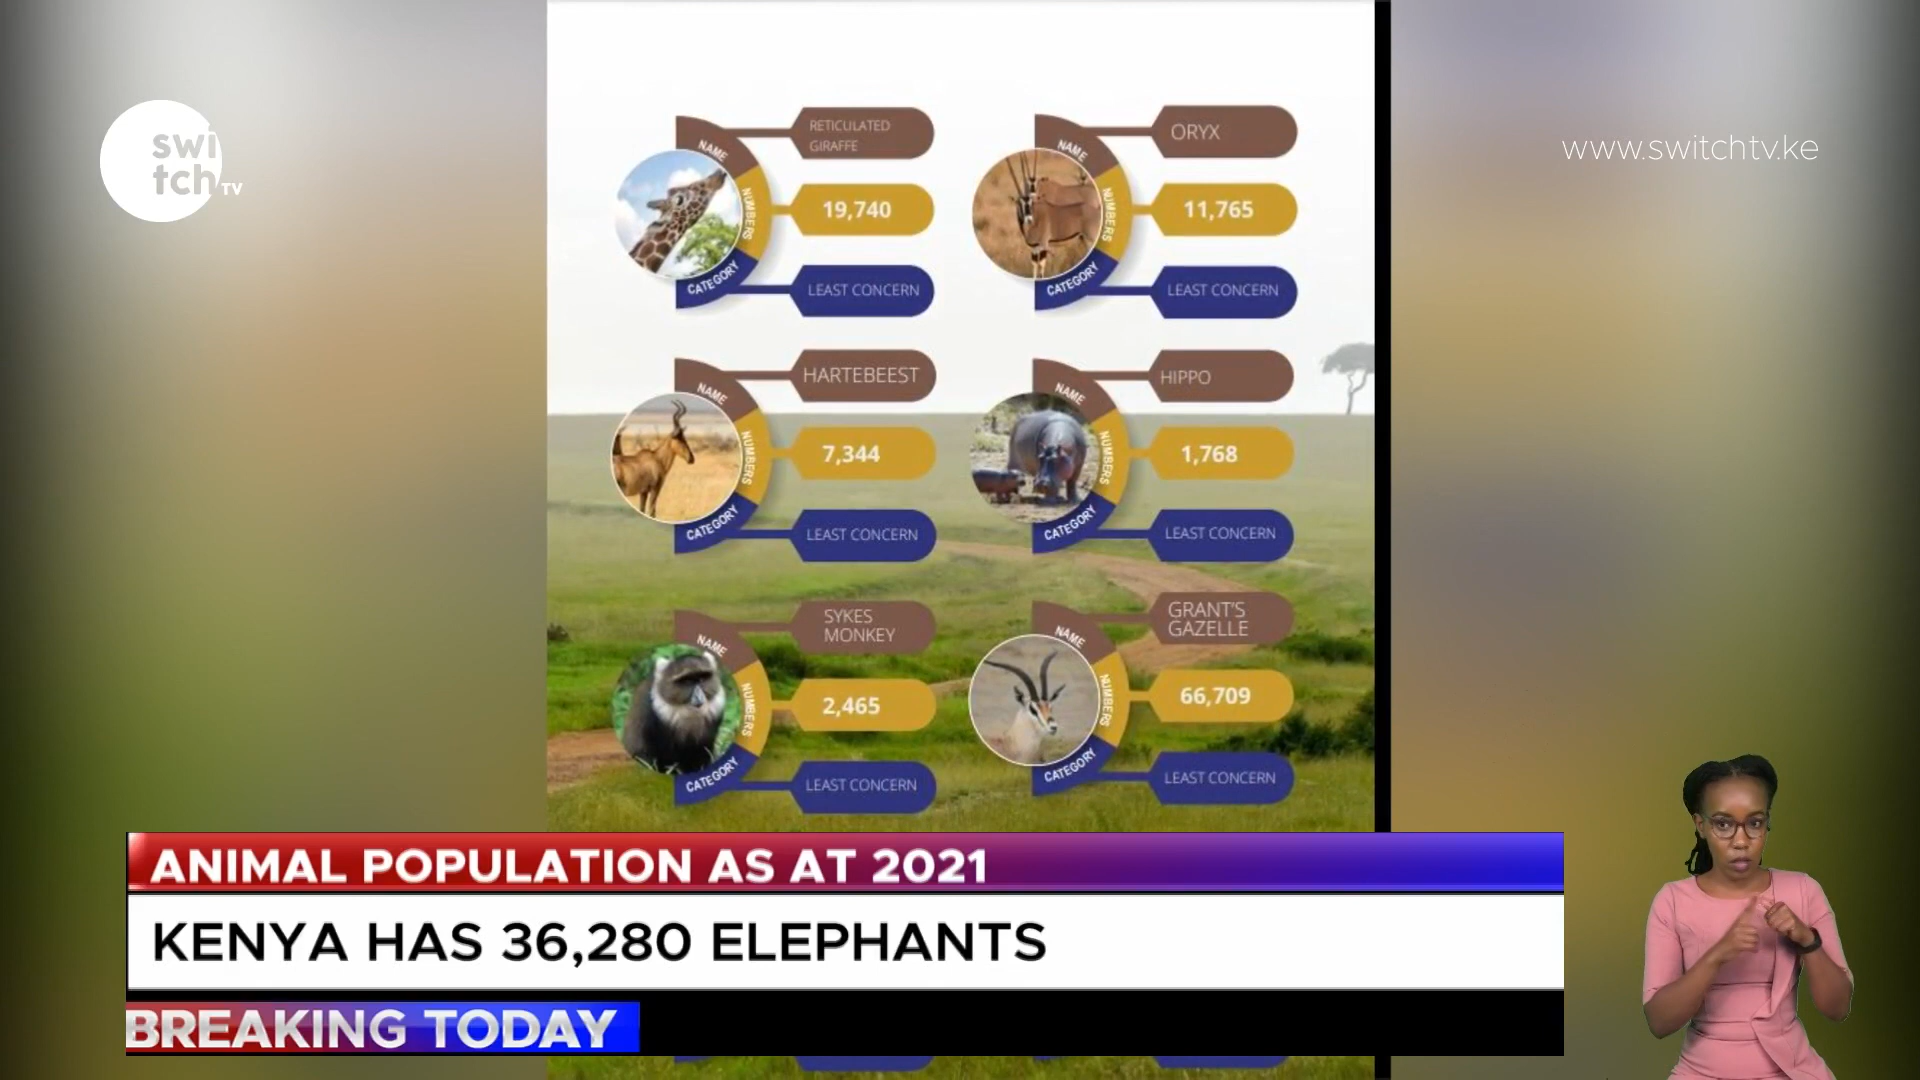 swi
tch TV
www.switchtv.ke
NAME
RETICULATED
GIRAFFE
NUMBERS
19,740
CATEGORY
LEAST CONCERN
NAME
ORYX
NUMBERS
11,765
CATEGORY
LEAST CONCERN
NAME
HARTEBEEST
NUMBERS
7,344
CATEGORY
LEAST CONCERN
NAME
HIPPO
NUMBERS
1,768
CATEGORY
LEAST CONCERN
NAME
SYKES
MONKEY
NUMBERS
2,465
CATEGORY
LEAST CONCERN
NAME
GRANT'S
GAZELLE
NUMBERS
66,709
CATEGORY
LEAST CONCERN
ANIMAL POPULATION AS AT 2021
KENYA HAS 36,280 ELEPHANTS
BREAKING TODAY